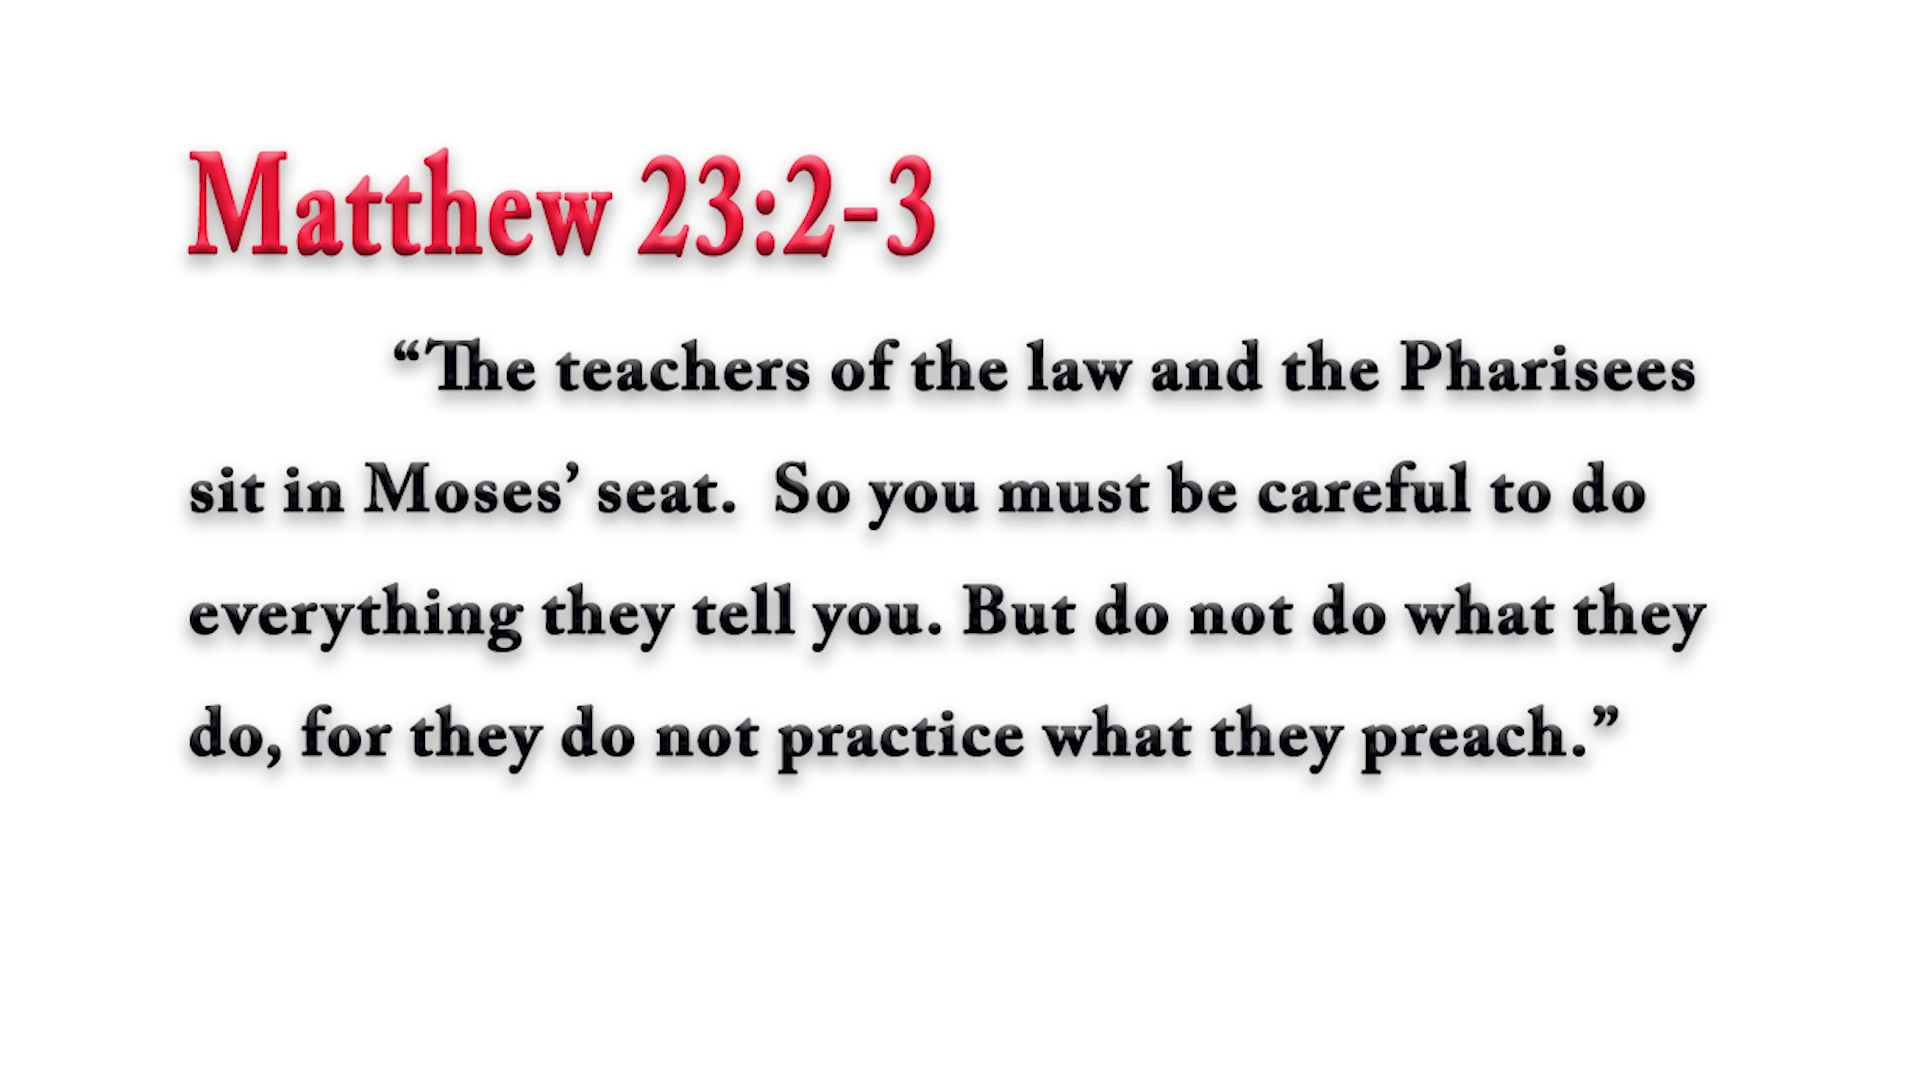 Matthew 23:2-3
“The teachers of the law and the Pharisees
sit in Moses’ seat.  So you must be careful to do
everything they tell you. But do not do what they
do, for they do not practice what they preach.”